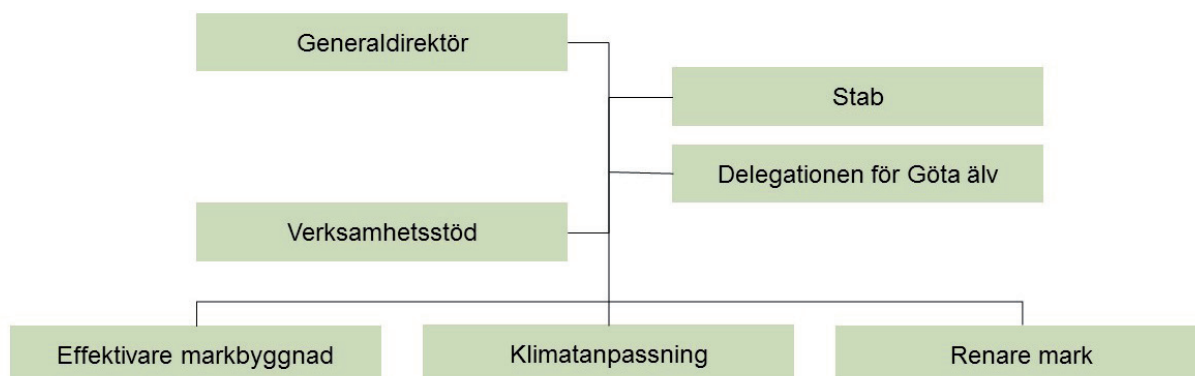 Generaldirektör
Stab
Delegationen för Göta älv
Verksamhetsstöd
Effektivare markbyggnad
Klimatanpassning
Renare mark